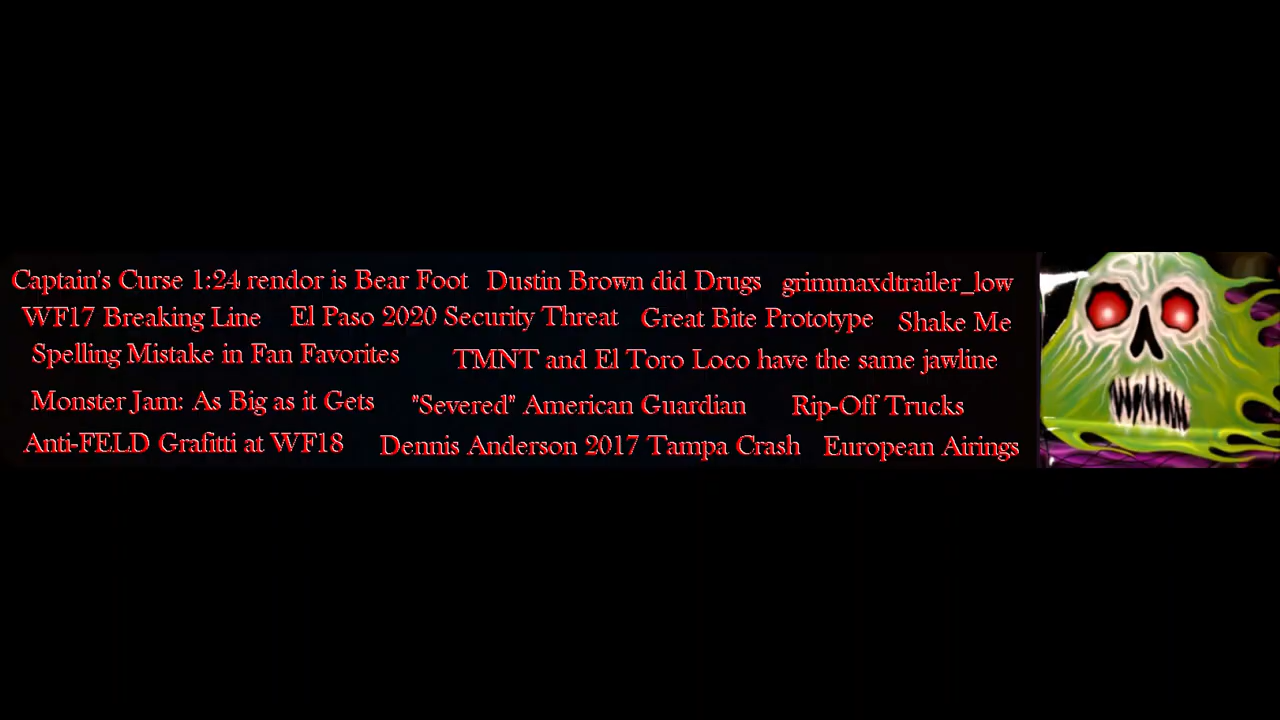 Captain's Curse 1:24 rendor is Bear Foot Dustin Brown did Drugs grimmaxdtrailer_low
WF17 Breaking Line El Paso 2020 Security Threat Great Bite Prototype Shake Me
Spelling Mistake in Fan Favorites TMNT and El Toro Loco have the same jawline
Monster Jam: As Big as it Gets "Severed" American Guardian Rip-Off Trucks
Anti-FELD Grafitti at WF18 Dennis Anderson 2017 Tampa Crash European Airings